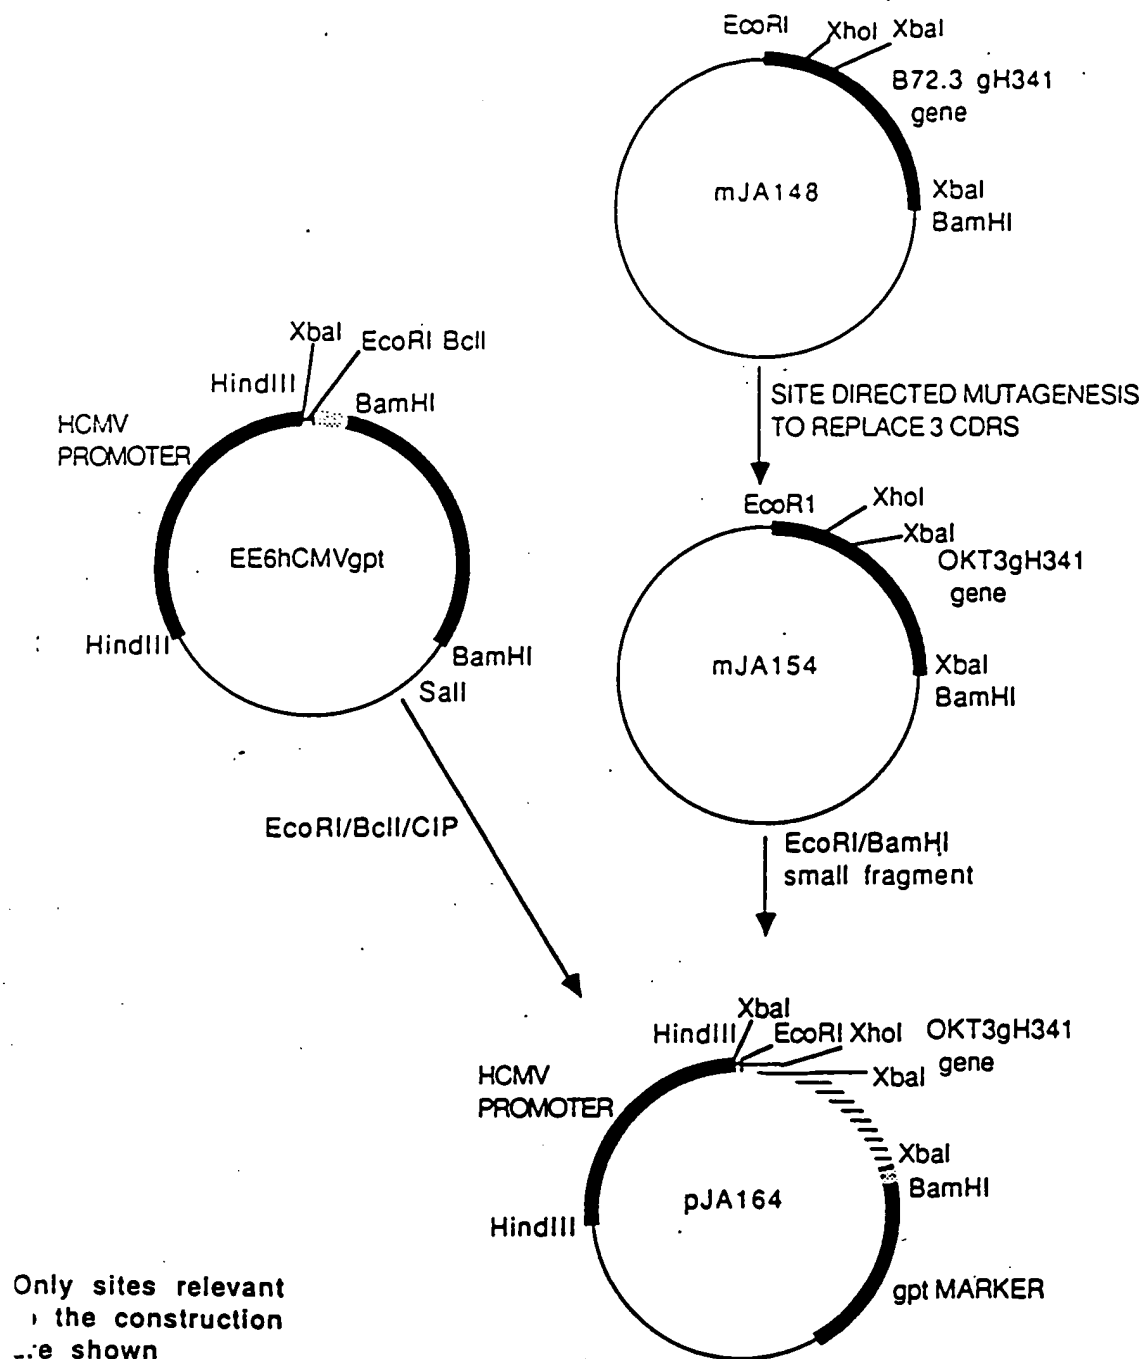 EcoRI XhoI XbaI
B72.3 gH341
gene
mJA148
XbaI
BamHI
SITE DIRECTED MUTAGENESIS
TO REPLACE 3 CDRS
XbaI
EcoRI BclI
HindIII
BamHI
HCMV
PROMOTER
EE6hCMVgpt
HindIII
BamHI
SalI
EcoR1
XhoI
XbaI
OKT3gH341
gene
mJA154
XbaI
BamHI
EcoRI/BclI/CIP
EcoRI/BamHI
small fragment
XbaI
HindIII EcoRI XhoI
OKT3gH341
gene
XbaI
HCMV
PROMOTER
XbaI
BamHI
pJA164
HindIII
gpt MARKER
Only sites relevant
the construction
shown